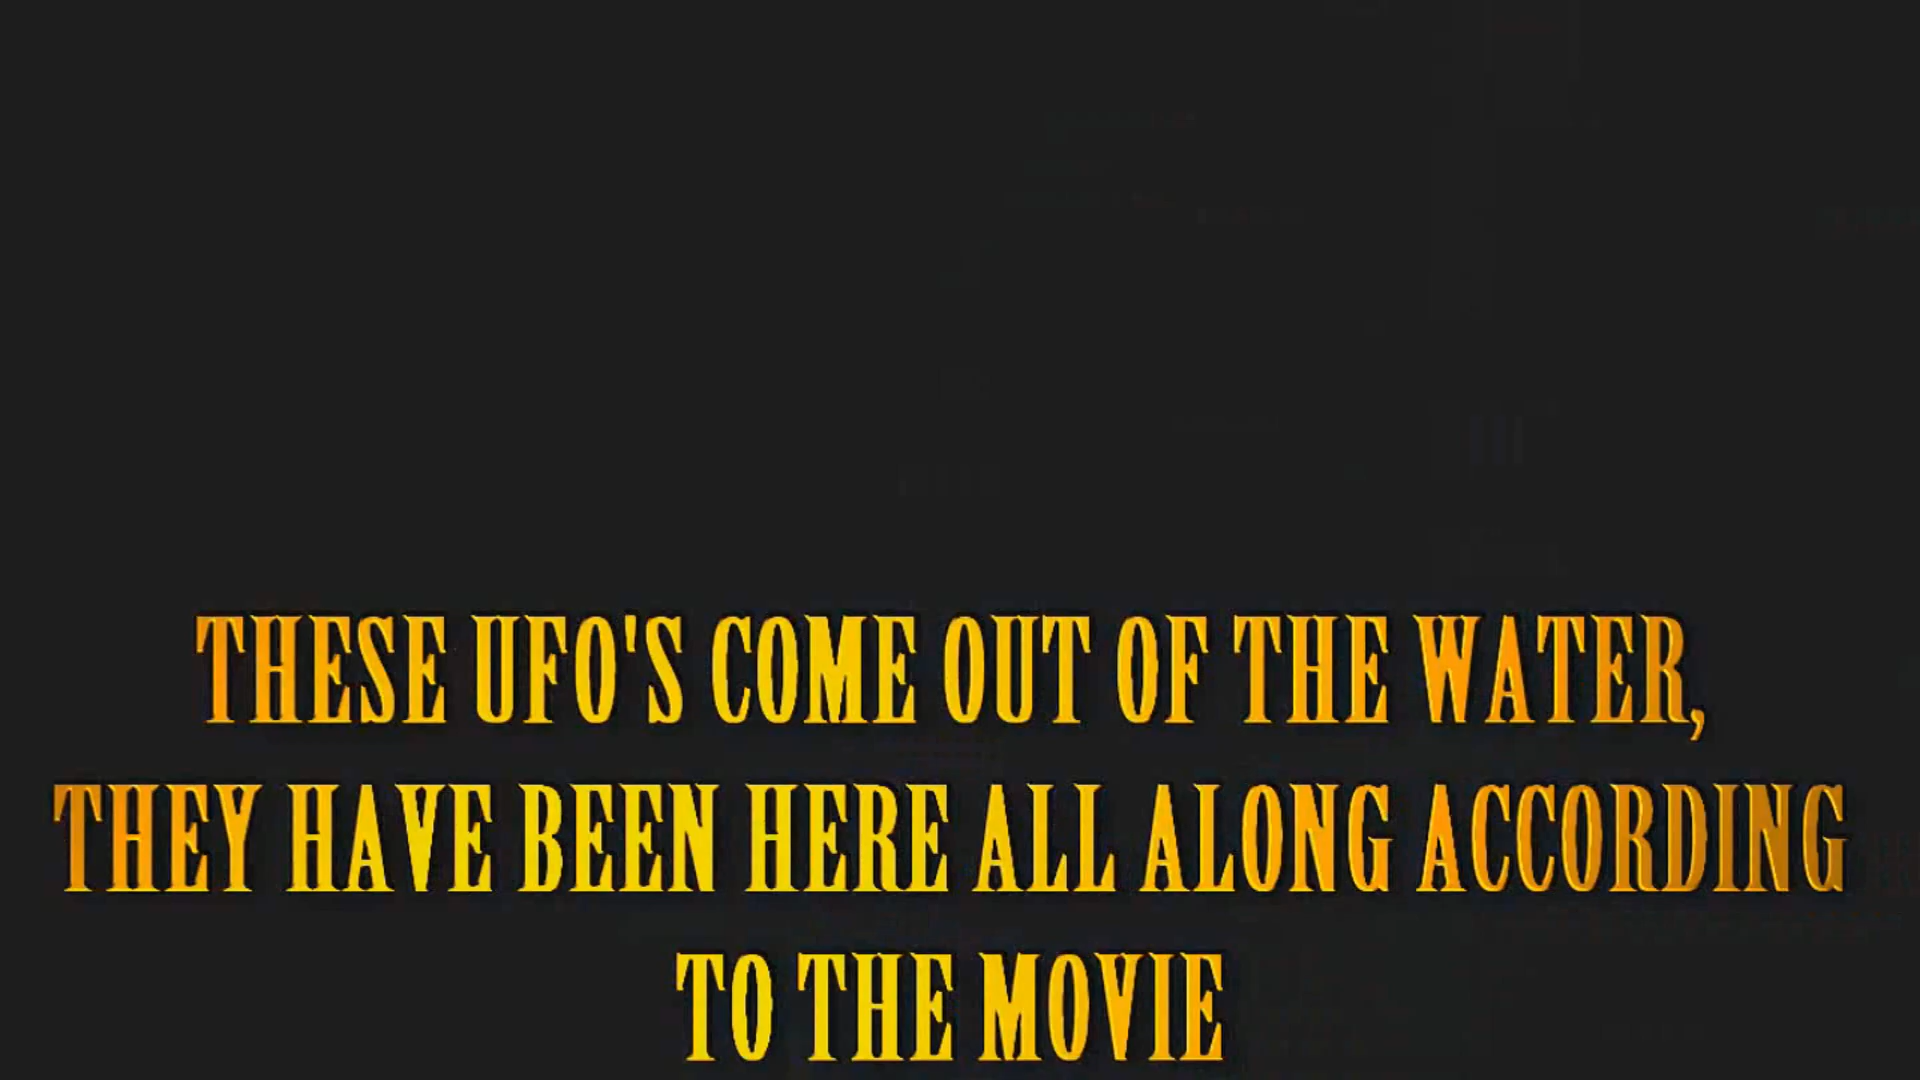 THESE UFO'S COME OUT OF THE WATER,
THEY HAVE BEEN HERE ALL ALONG ACCORDING
TO THE MOVIE